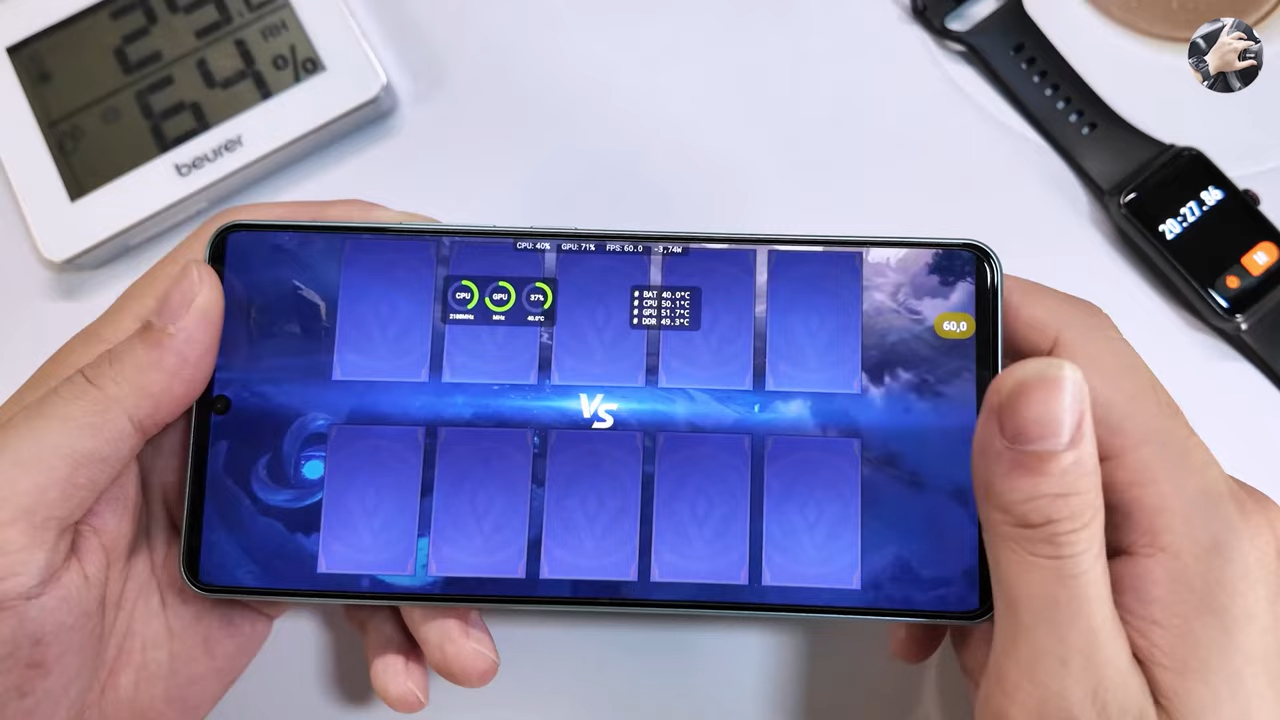 RH
64%
beurer
20:27.86
CPU: 40% GPU: 71% FPS: 60.0 -3,74W
CPU GPU 37%
2188MHz MHz 40.0°C
# BAT 40.0°C
# CPU 50.1°C
# GPU 51.7°C
# DDR 49.3°C
60,0
VS